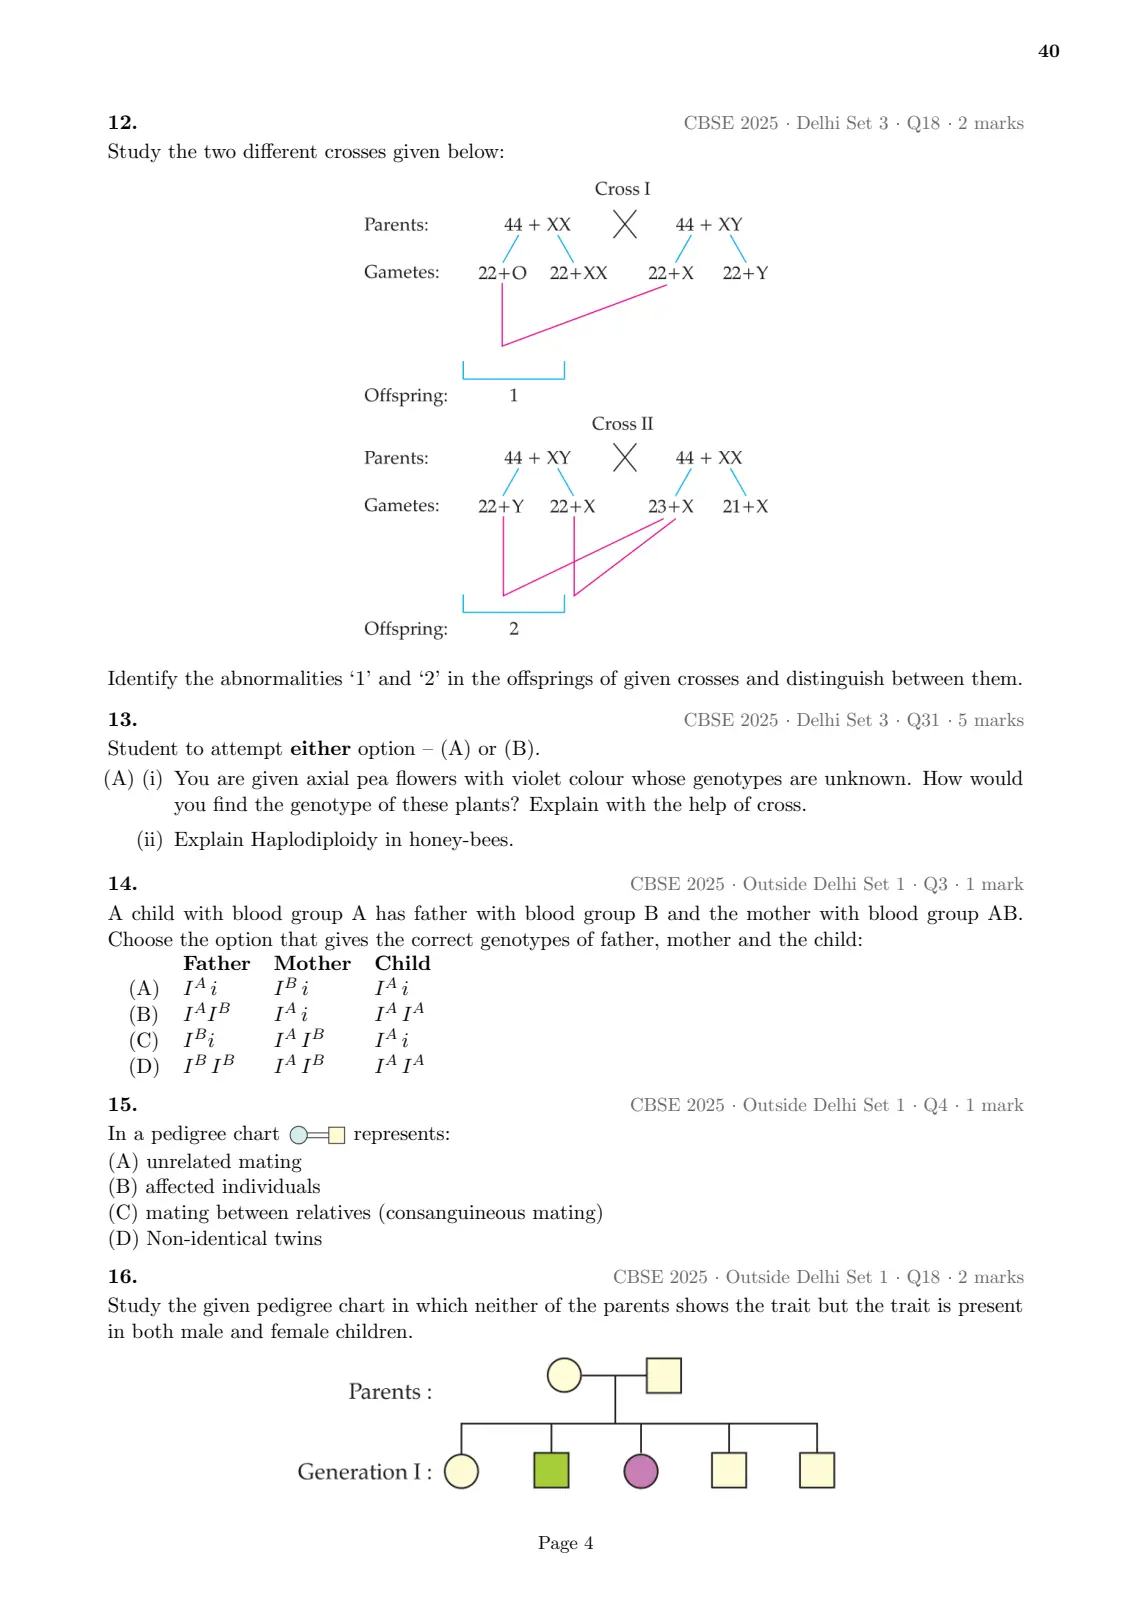 40
12. CBSE 2025 · Delhi Set 3 · Q18 · 2 marks
Study the two different crosses given below:
Cross I
Parents: 44 + XX 44 + XY
Gametes: 22+O 22+XX 22+X 22+Y
Offspring: 1
Cross II
Parents: 44 + XY 44 + XX
Gametes: 22+Y 22+X 23+X 21+X
Offspring: 2
Identify the abnormalities ‘1’ and ‘2’ in the offsprings of given crosses and distinguish between them.
13. CBSE 2025 · Delhi Set 3 · Q31 · 5 marks
Student to attempt either option – (A) or (B).
(A) (i) You are given axial pea flowers with violet colour whose genotypes are unknown. How would
you find the genotype of these plants? Explain with the help of cross.
(ii) Explain Haplodiploidy in honey-bees.
14. CBSE 2025 · Outside Delhi Set 1 · Q3 · 1 mark
A child with blood group A has father with blood group B and the mother with blood group AB.
Choose the option that gives the correct genotypes of father, mother and the child:
Father Mother Child
(A) I^A i I^B i I^A i
(B) I^A I^B I^A i I^A I^A
(C) I^B i I^A I^B I^A i
(D) I^B I^B I^A I^B I^A I^A
15. CBSE 2025 · Outside Delhi Set 1 · Q4 · 1 mark
In a pedigree chart represents:
(A) unrelated mating
(B) affected individuals
(C) mating between relatives (consanguineous mating)
(D) Non-identical twins
16. CBSE 2025 · Outside Delhi Set 1 · Q18 · 2 marks
Study the given pedigree chart in which neither of the parents shows the trait but the trait is present
in both male and female children.
Parents :
Generation I :
Page 4